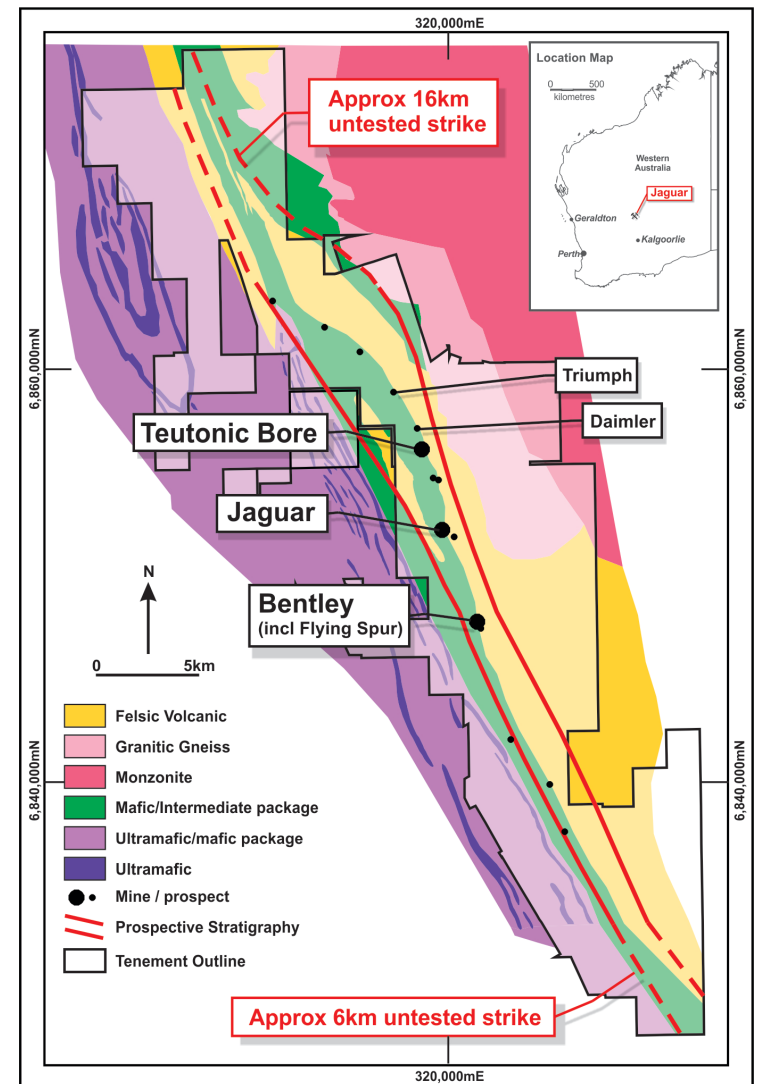 320,000mE
Location Map
0 500
kilometres
Western
Australia
Jaguar
Geraldton
Kalgoorlie
Perth
Approx 16km
untested strike
6,860,000mN
6,860,000mN
Triumph
Daimler
Teutonic Bore
Jaguar
Bentley
(incl Flying Spur)
N
0 5km
Felsic Volcanic
Granitic Gneiss
Monzonite
Mafic/Intermediate package
Ultramafic/mafic package
Ultramafic
Mine / prospect
Prospective Stratigraphy
Tenement Outline
6,840,000mN
6,840,000mN
Approx 6km untested strike
320,000mE